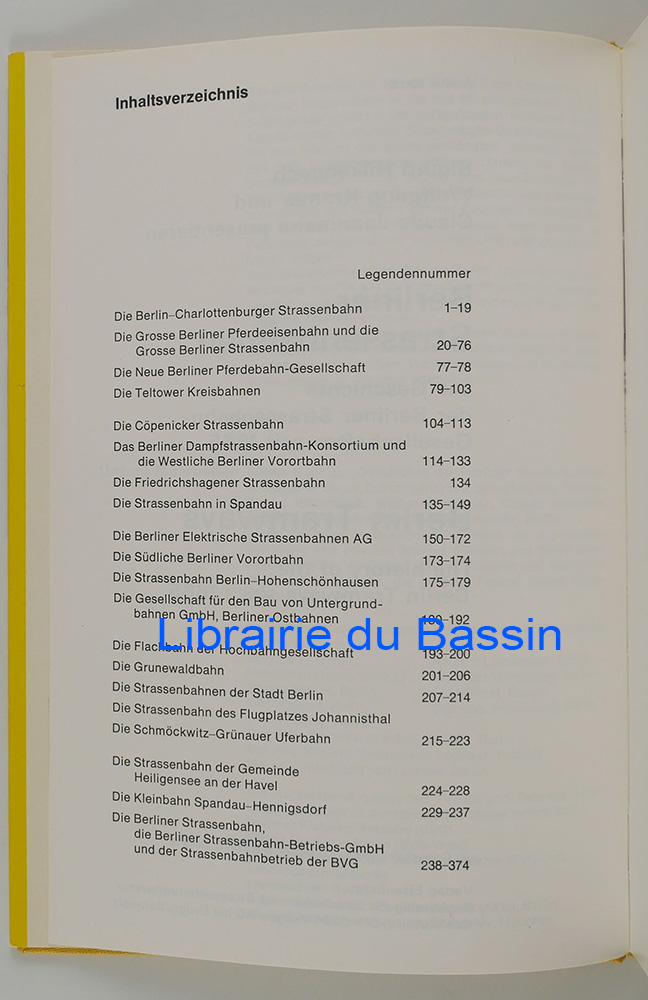 Inhaltsverzeichnis
Legendennummer
Die Berlin–Charlottenburger Strassenbahn 1–19
Die Grosse Berliner Pferdeeisenbahn und die
Grosse Berliner Strassenbahn 20–76
Die Neue Berliner Pferdebahn-Gesellschaft 77–78
Die Teltower Kreisbahnen 79–103
Die Cöpenicker Strassenbahn 104–113
Das Berliner Dampfstrassenbahn-Konsortium und
die Westliche Berliner Vorortbahn 114–133
Die Friedrichshagener Strassenbahn 134
Die Strassenbahn in Spandau 135–149
Die Berliner Elektrische Strassenbahnen AG 150–172
Die Südliche Berliner Vorortbahn 173–174
Die Strassenbahn Berlin–Hohenschönhausen 175–179
Die Gesellschaft für den Bau von Untergrund-
bahnen GmbH, Berliner Ostbahnen 180–192
Librairie du Bassin
Die Flachbahn der Hochbahngesellschaft 193–200
Die Grunewaldbahn 201–206
Die Strassenbahnen der Stadt Berlin 207–214
Die Strassenbahn des Flugplatzes Johannisthal
Die Schmöckwitz–Grünauer Uferbahn 215–223
Die Strassenbahn der Gemeinde
Heiligensee an der Havel 224–228
Die Kleinbahn Spandau–Hennigsdorf 229–237
Die Berliner Strassenbahn,
die Berliner Strassenbahn-Betriebs-GmbH
und der Strassenbahnbetrieb der BVG 238–374